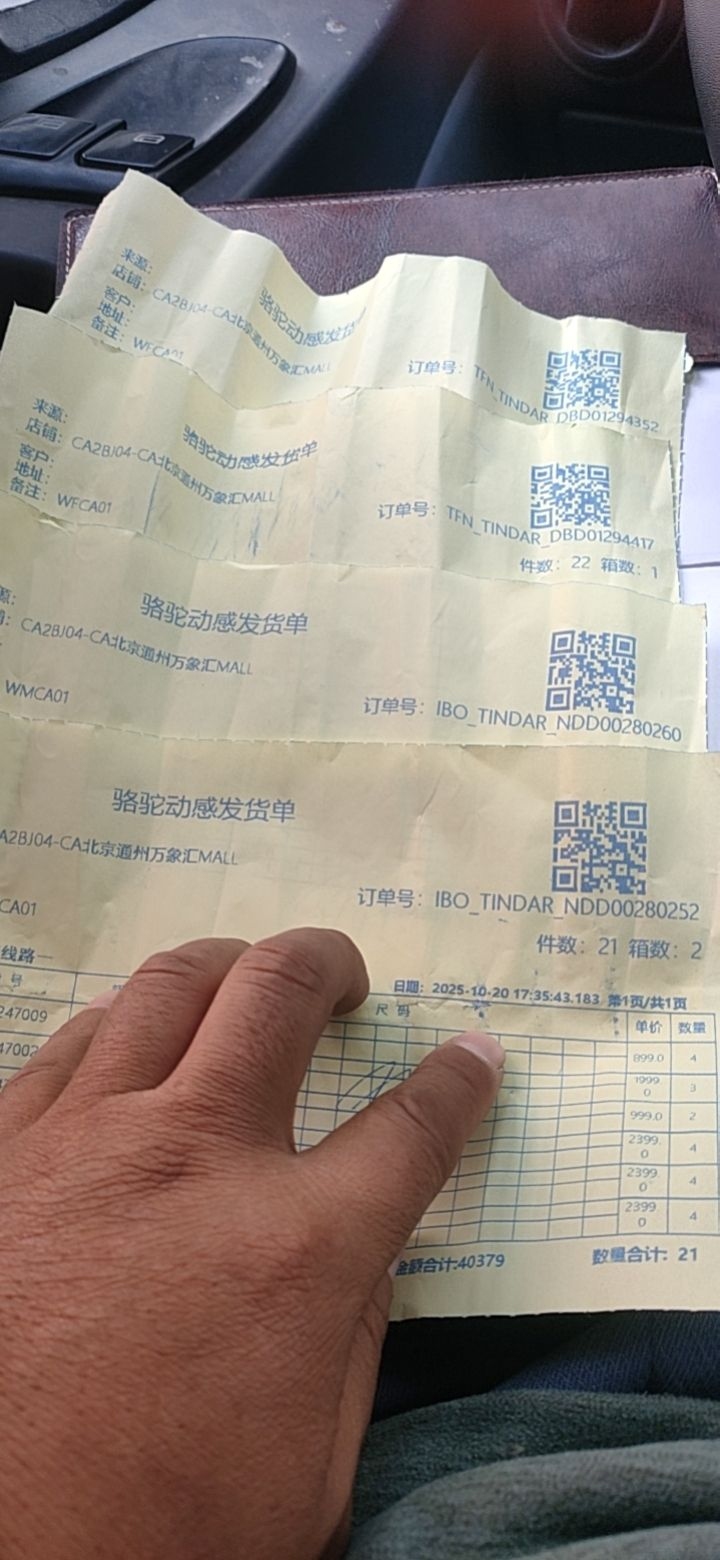 来源:
店铺: CA2BJ04-CA北京通州万象汇MALL
客户:
地址:
备注: WFCA01
骆驼动感发货单
订单号: TFN_TINDAR_DBD01294352
来源:
店铺: CA2BJ04-CA北京通州万象汇MALL
客户:
地址:
备注: WFCA01
骆驼动感发货单
订单号: TFN_TINDAR_DBD01294417
件数: 22 箱数: 1
源:
骆驼动感发货单
: CA2BJ04-CA北京通州万象汇MALL
WMCA01
订单号: IBO_TINDAR_NDD00280260
骆驼动感发货单
A2BJ04-CA北京通州万象汇MALL
CA01
订单号: IBO_TINDAR_NDD00280252
件数: 21 箱数: 2
线路一
日期: 2025-10-20 17:35:43.183 第1页/共1页
号 尺码 单价 数量
247009 899.0 4
47002 1999.0 3
999.0 2
2399.0 4
2399.0 4
2399.0 4
金额合计:40379 数量合计: 21